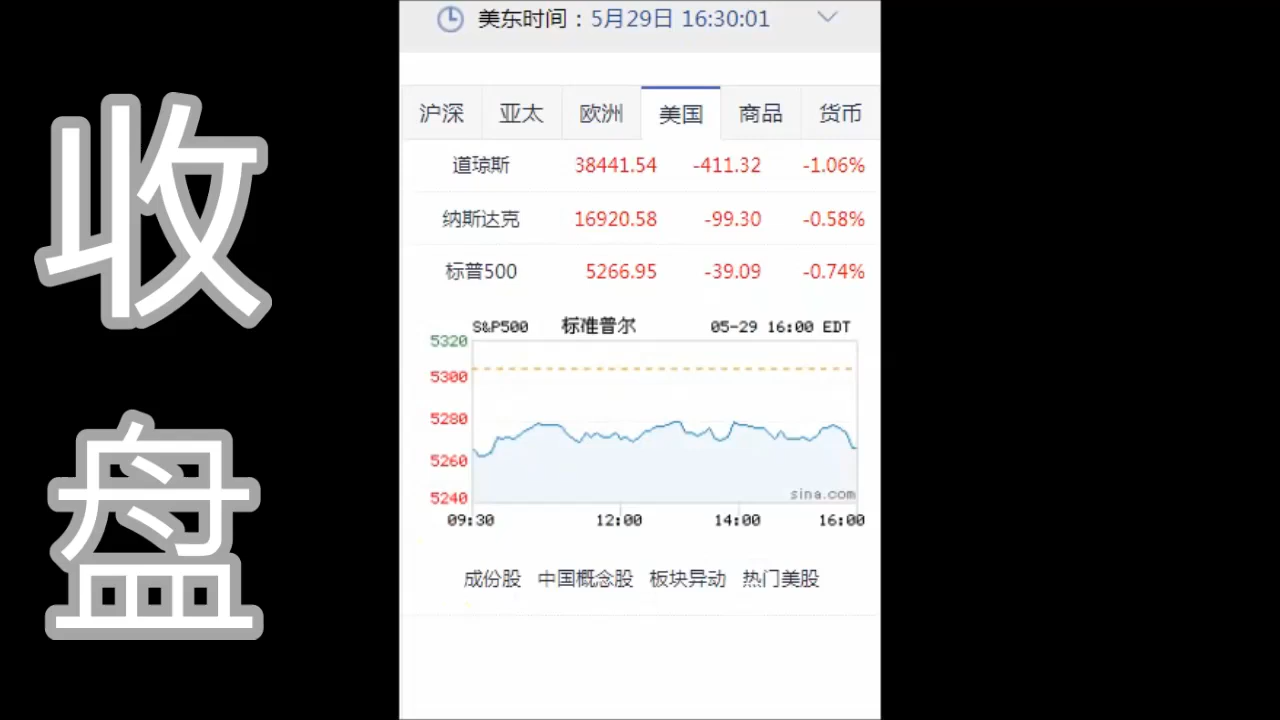 收
盘
美东时间：5月29日 16:30:01
沪深 亚太 欧洲 美国 商品 货币
道琼斯 38441.54 -411.32 -1.06%
纳斯达克 16920.58 -99.30 -0.58%
标普500 5266.95 -39.09 -0.74%
S&P500 标准普尔 05-29 16:00 EDT
5320
5300
5280
5260
5240
sina.com
09:30 12:00 14:00 16:00
成份股 中国概念股 板块异动 热门美股